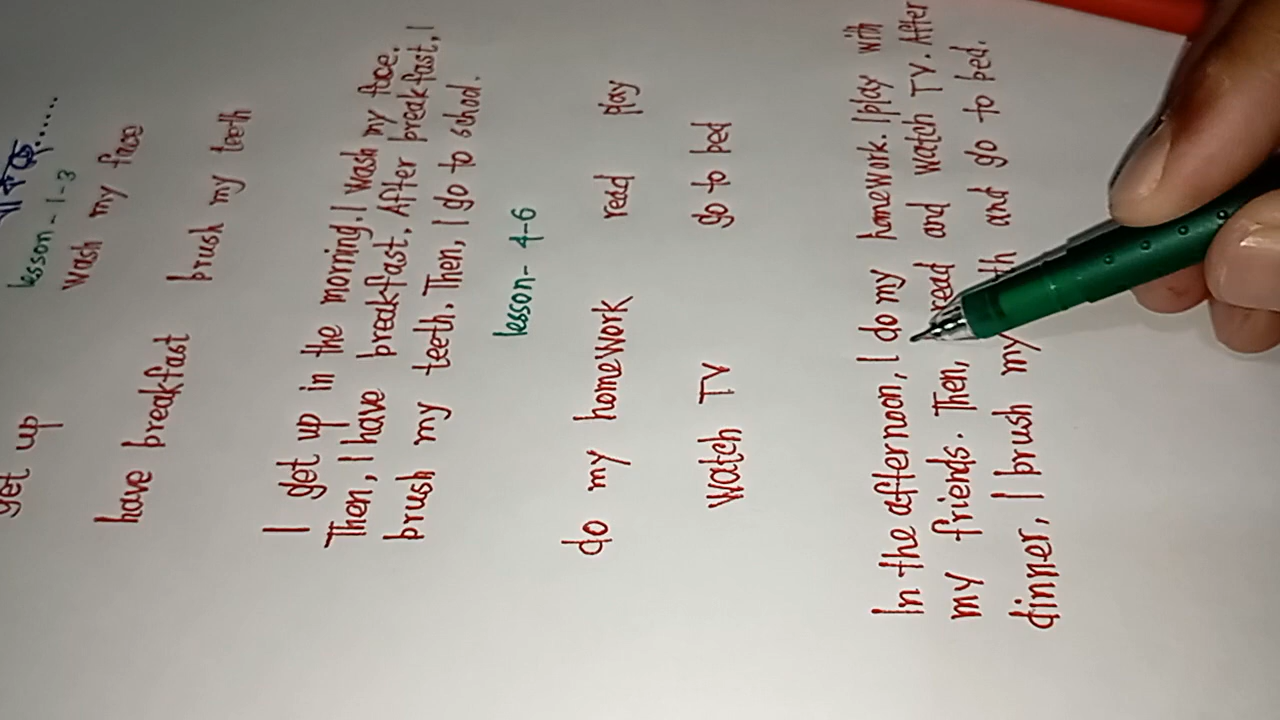 lesson - 1-3
get up wash my face
have breakfast brush my teeth
I get up in the morning. I wash my face.
Then, I have breakfast. After breakfast, I
brush my teeth. Then, I go to school.
lesson - 4-6
do my homework read play
watch TV go to bed
In the afternoon, I do my homework. I play with
my friends. Then, read and watch TV. After
dinner, I brush my th and go to bed.